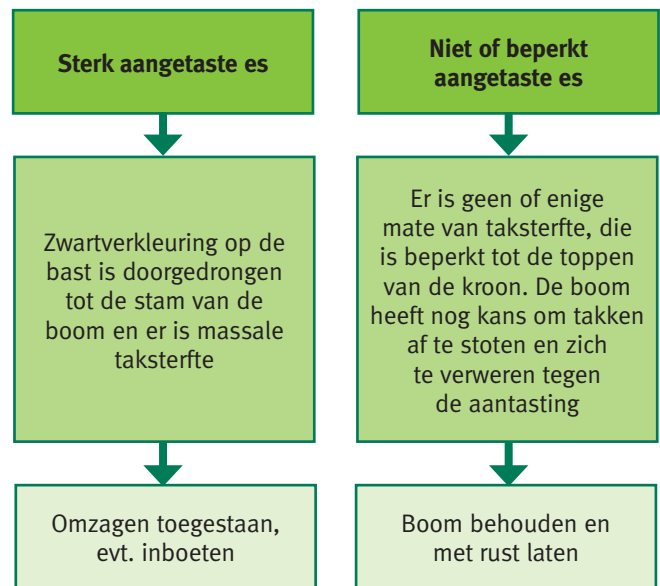 Sterk aangetaste es
Niet of beperkt
aangetaste es
Zwartverkleuring op de
bast is doorgedrongen
tot de stam van de
boom en er is massale
taksterfte
Er is geen of enige
mate van taksterfte, die
is beperkt tot de toppen
van de kroon. De boom
heeft nog kans om takken
af te stoten en zich
te verweren tegen
de aantasting
Omzagen toegestaan,
evt. inboeten
Boom behouden en
met rust laten